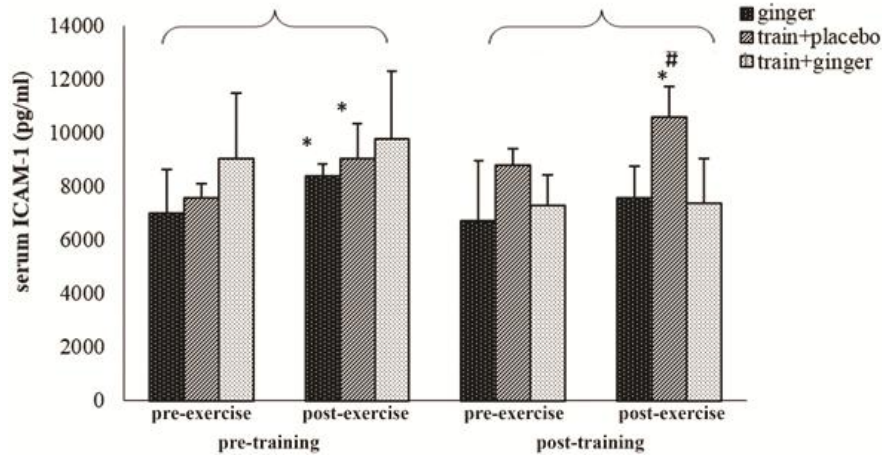 ginger
train+placebo
train+ginger
serum ICAM-1 (pg/ml)
14000
12000
10000
8000
6000
4000
2000
0
*
*
#
*
pre-exercise post-exercise pre-exercise post-exercise
pre-training post-training